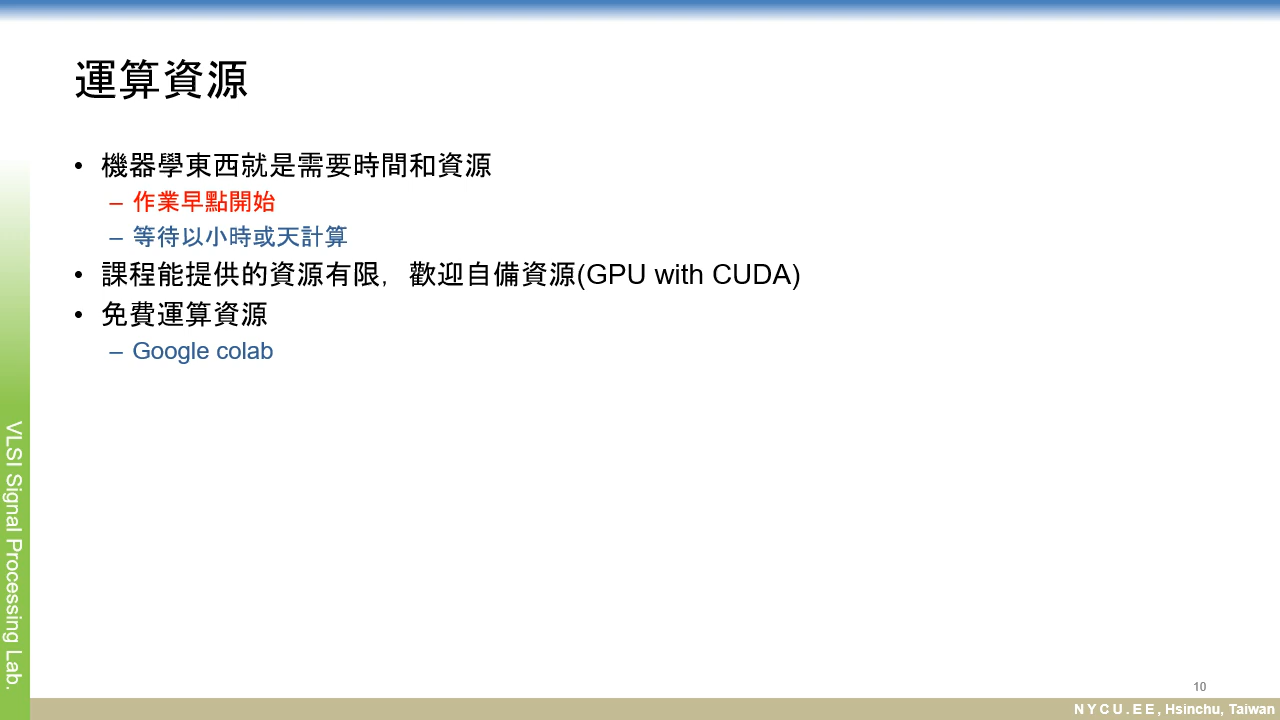 運算資源
• 機器學東西就是需要時間和資源
– 作業早點開始
– 等待以小時或天計算
• 課程能提供的資源有限，歡迎自備資源(GPU with CUDA)
• 免費運算資源
– Google colab
VLSI Signal Processing Lab.
10
NYCU.EE, Hsinchu, Taiwan